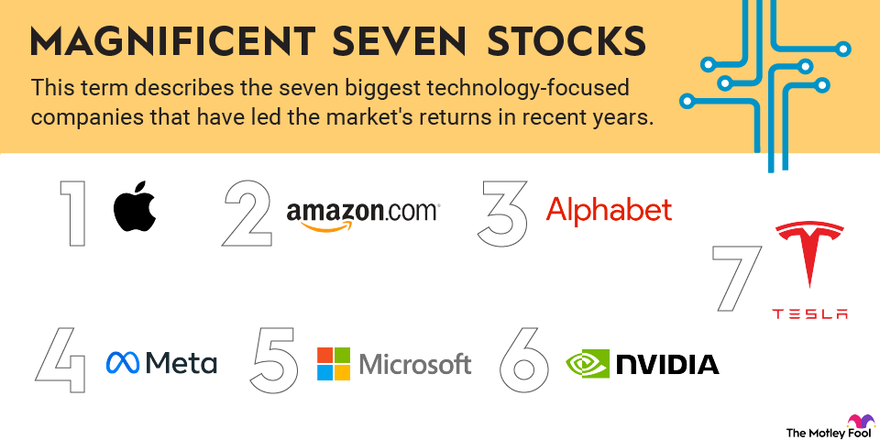 MAGNIFICENT SEVEN STOCKS
This term describes the seven biggest technology-focused
companies that have led the market's returns in recent years.
1
2 amazon.com
3 Alphabet
4 Meta
5 Microsoft
6 NVIDIA
7 TESLA
The Motley Fool